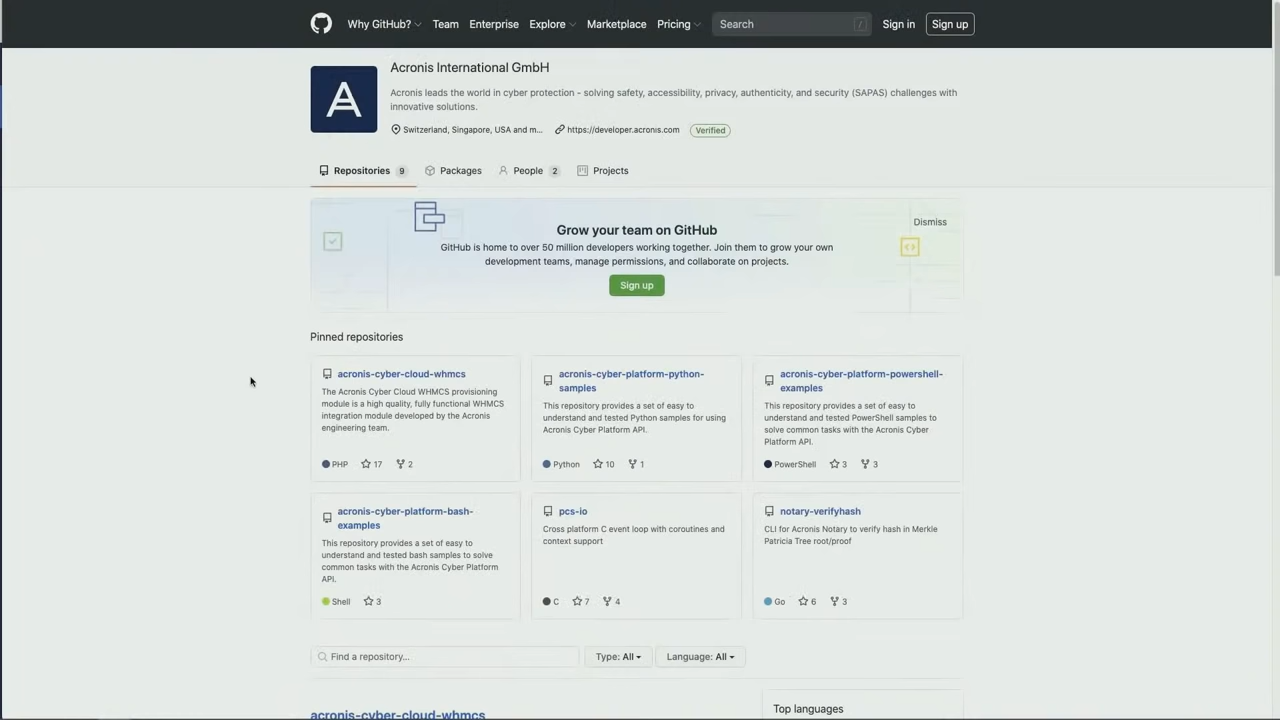 Why GitHub? Team Enterprise Explore Marketplace Pricing Search / Sign in Sign up
Acronis International GmbH
Acronis leads the world in cyber protection - solving safety, accessibility, privacy, authenticity, and security (SAPAS) challenges with
innovative solutions.
Switzerland, Singapore, USA and m... https://developer.acronis.com Verified
Repositories 9 Packages People 2 Projects
Grow your team on GitHub
Dismiss
GitHub is home to over 50 million developers working together. Join them to grow your own
development teams, manage permissions, and collaborate on projects.
Sign up
Pinned repositories
acronis-cyber-cloud-whmcs
The Acronis Cyber Cloud WHMCS provisioning
module is a high quality, fully functional WHMCS
integration module developed by the Acronis
engineering team.
PHP 17 2
acronis-cyber-platform-python-
samples
This repository provides a set of easy to
understand and tested Python samples for using
Acronis Cyber Platform API.
Python 10 1
acronis-cyber-platform-powershell-
examples
This repository provides a set of easy to
understand and tested PowerShell samples to
solve common tasks with the Acronis Cyber
Platform API.
PowerShell 3 3
acronis-cyber-platform-bash-
examples
This repository provides a set of easy to
understand and tested bash samples to solve
common tasks with the Acronis Cyber Platform
API.
Shell 3
pcs-io
Cross platform C event loop with coroutines and
context support
C 7 4
notary-verifyhash
CLI for Acronis Notary to verify hash in Merkle
Patricia Tree root/proof
Go 6 3
Find a repository... Type: All Language: All
acronis-cyber-cloud-whmcs
Top languages